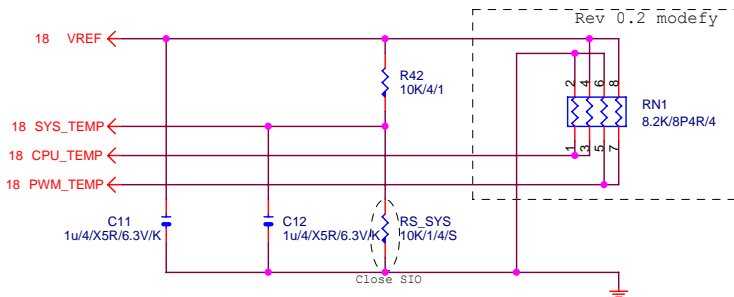 Rev 0.2 modefy
18 VREF
R42
10K/4/1
2 4 6 8
RN1
8.2K/8P4R/4
18 SYS_TEMP
1 3 5 7
18 CPU_TEMP
18 PWM_TEMP
C11
1u/4/X5R/6.3V/K
C12
1u/4/X5R/6.3V/K
RS_SYS
10K/1/4/S
Close SIO